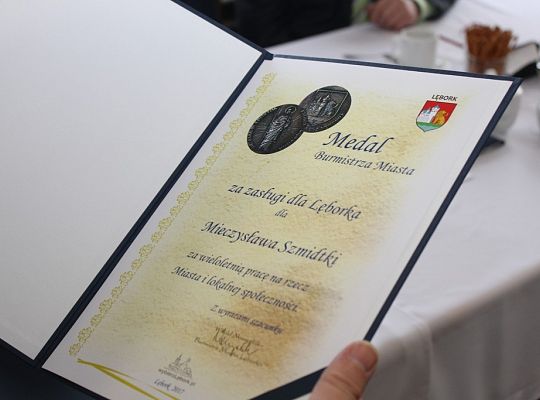 LĘBORK
Medal
Burmistrza Miasta
za zasługi dla Lęborka
dla
Mieczysława Szmidtki
za wieloletnią pracę na rzecz
Miasta i lokalnej społeczności.
Z wyrazami szacunku
Lębork, 2017